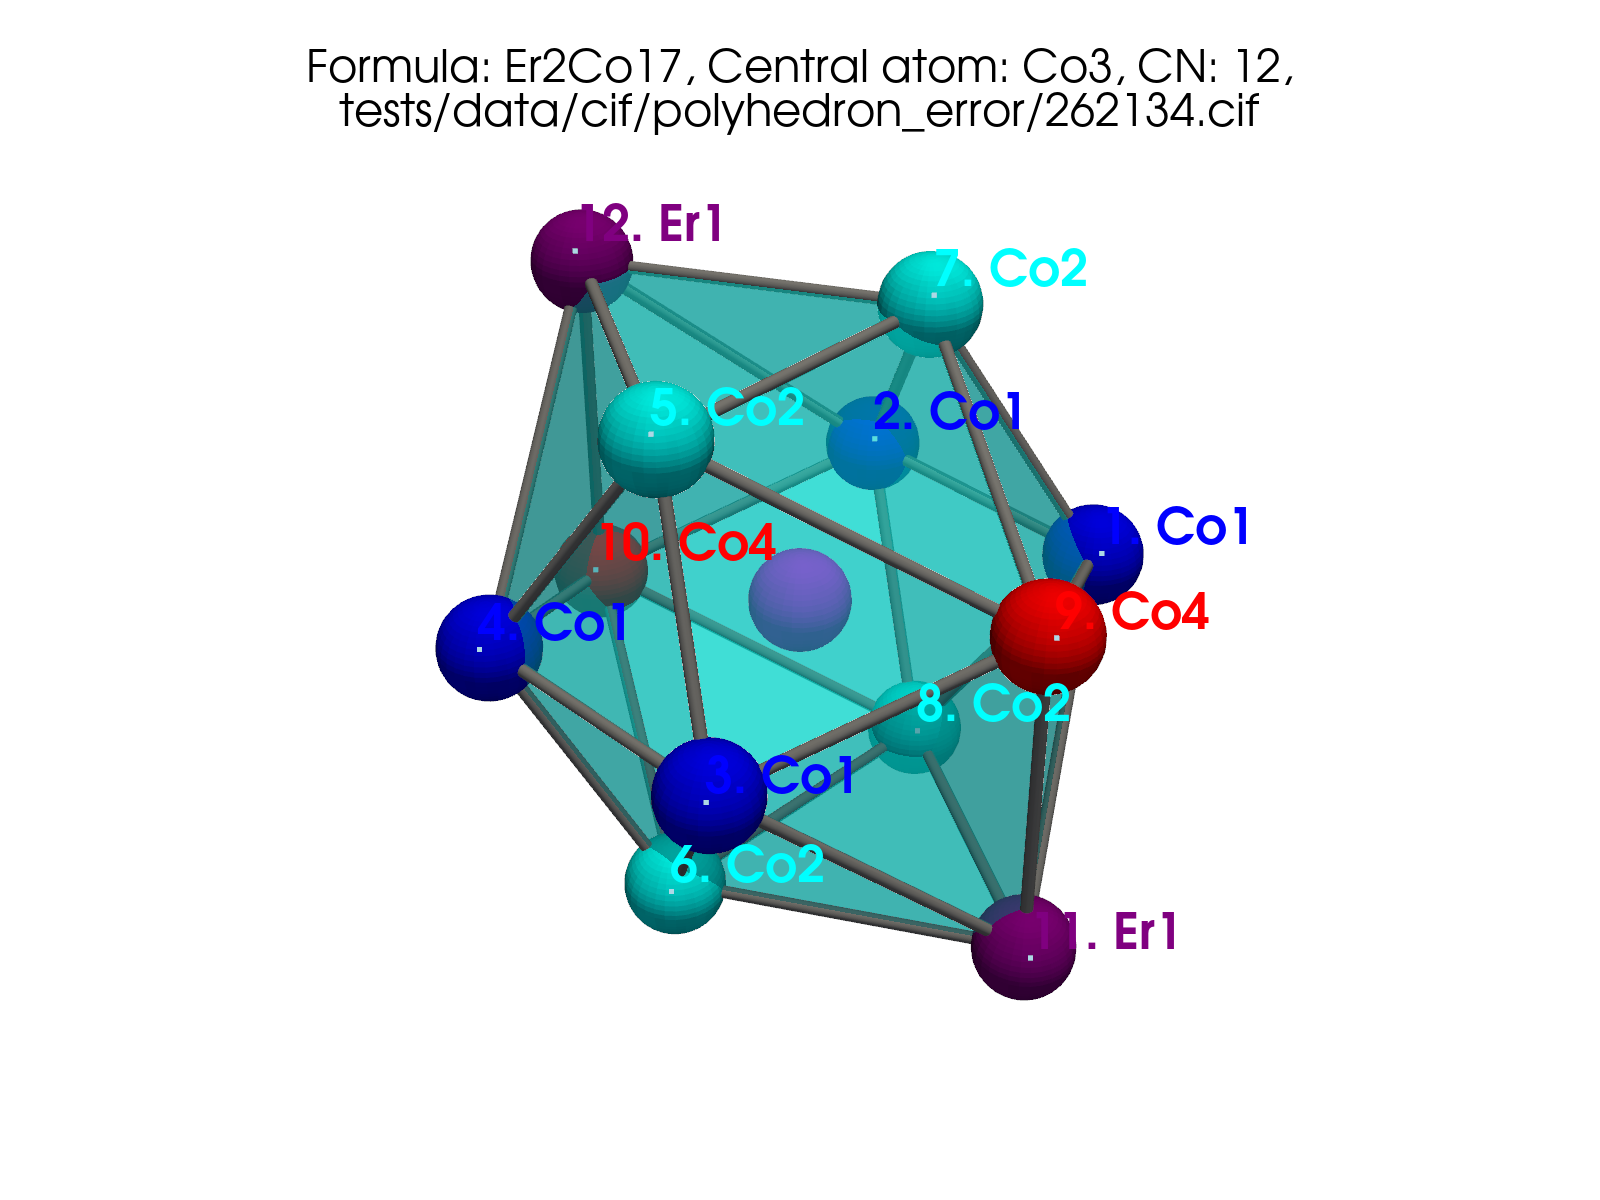 Formula: Er2Co17, Central atom: Co3, CN: 12,
tests/data/cif/polyhedron_error/262134.cif
12. Er1
7. Co2
5. Co2
2. Co1
1. Co1
10. Co4
9. Co4
4. Co1
8. Co2
3. Co1
6. Co2
11. Er1